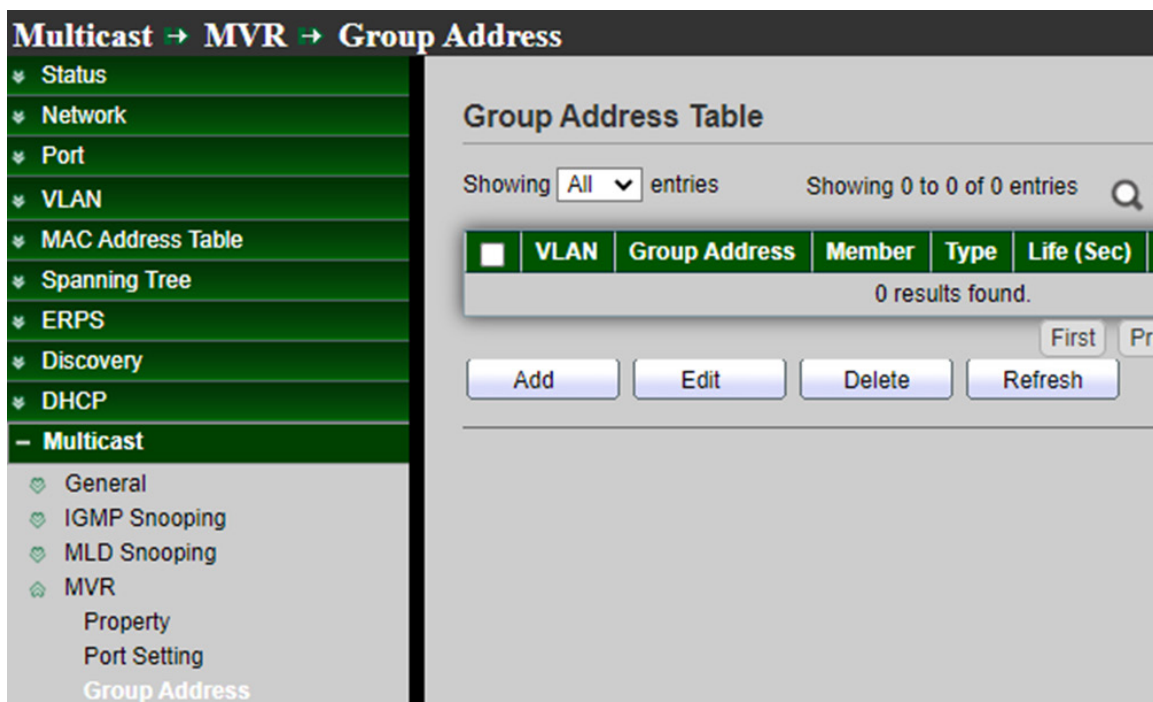 Multicast → MVR → Group Address
Status
Network
Port
VLAN
MAC Address Table
Spanning Tree
ERPS
Discovery
DHCP
Multicast
General
IGMP Snooping
MLD Snooping
MVR
Property
Port Setting
Group Address
Group Address Table
Showing All entries Showing 0 to 0 of 0 entries
VLAN Group Address Member Type Life (Sec)
0 results found.
First Pr
Add Edit Delete Refresh